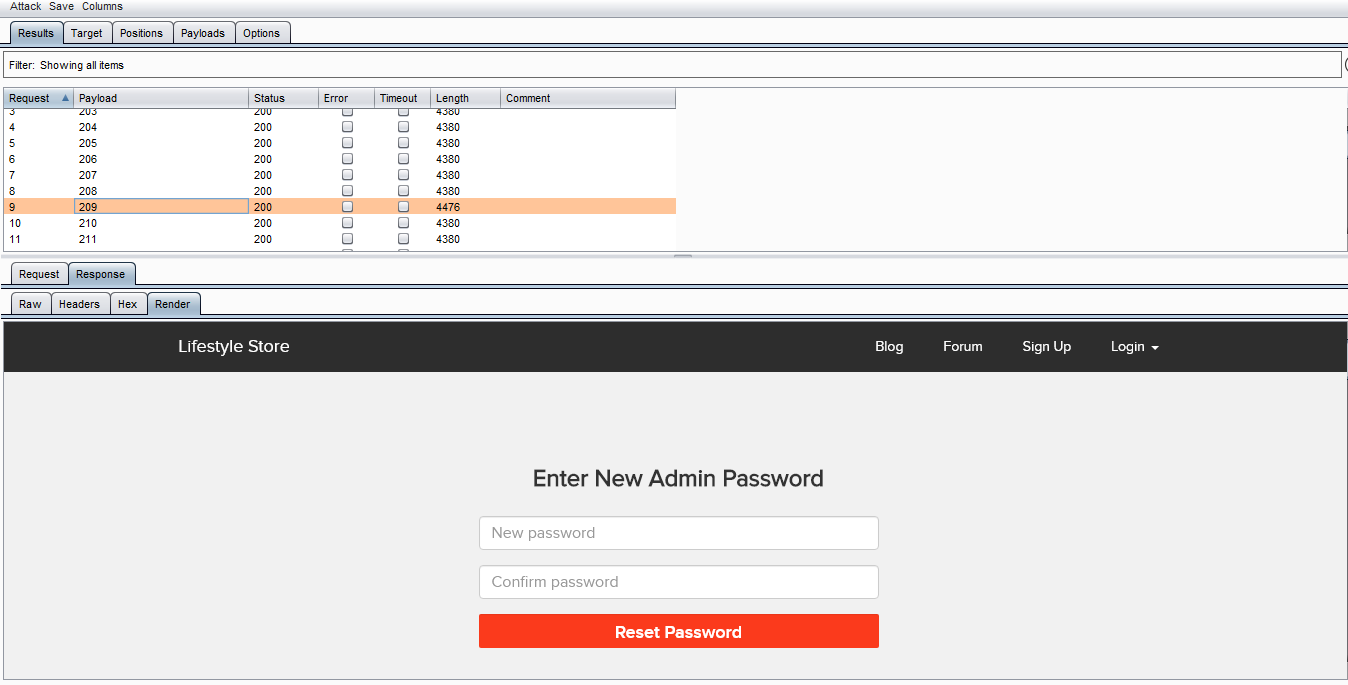 Attack Save Columns
Results Target Positions Payloads Options
Filter: Showing all items
Request Payload Status Error Timeout Length Comment
3 203 200 4380
4 204 200 4380
5 205 200 4380
6 206 200 4380
7 207 200 4380
8 208 200 4380
9 209 200 4476
10 210 200 4380
11 211 200 4380
Request Response
Raw Headers Hex Render
Lifestyle Store Blog Forum Sign Up Login
Enter New Admin Password
New password
Confirm password
Reset Password